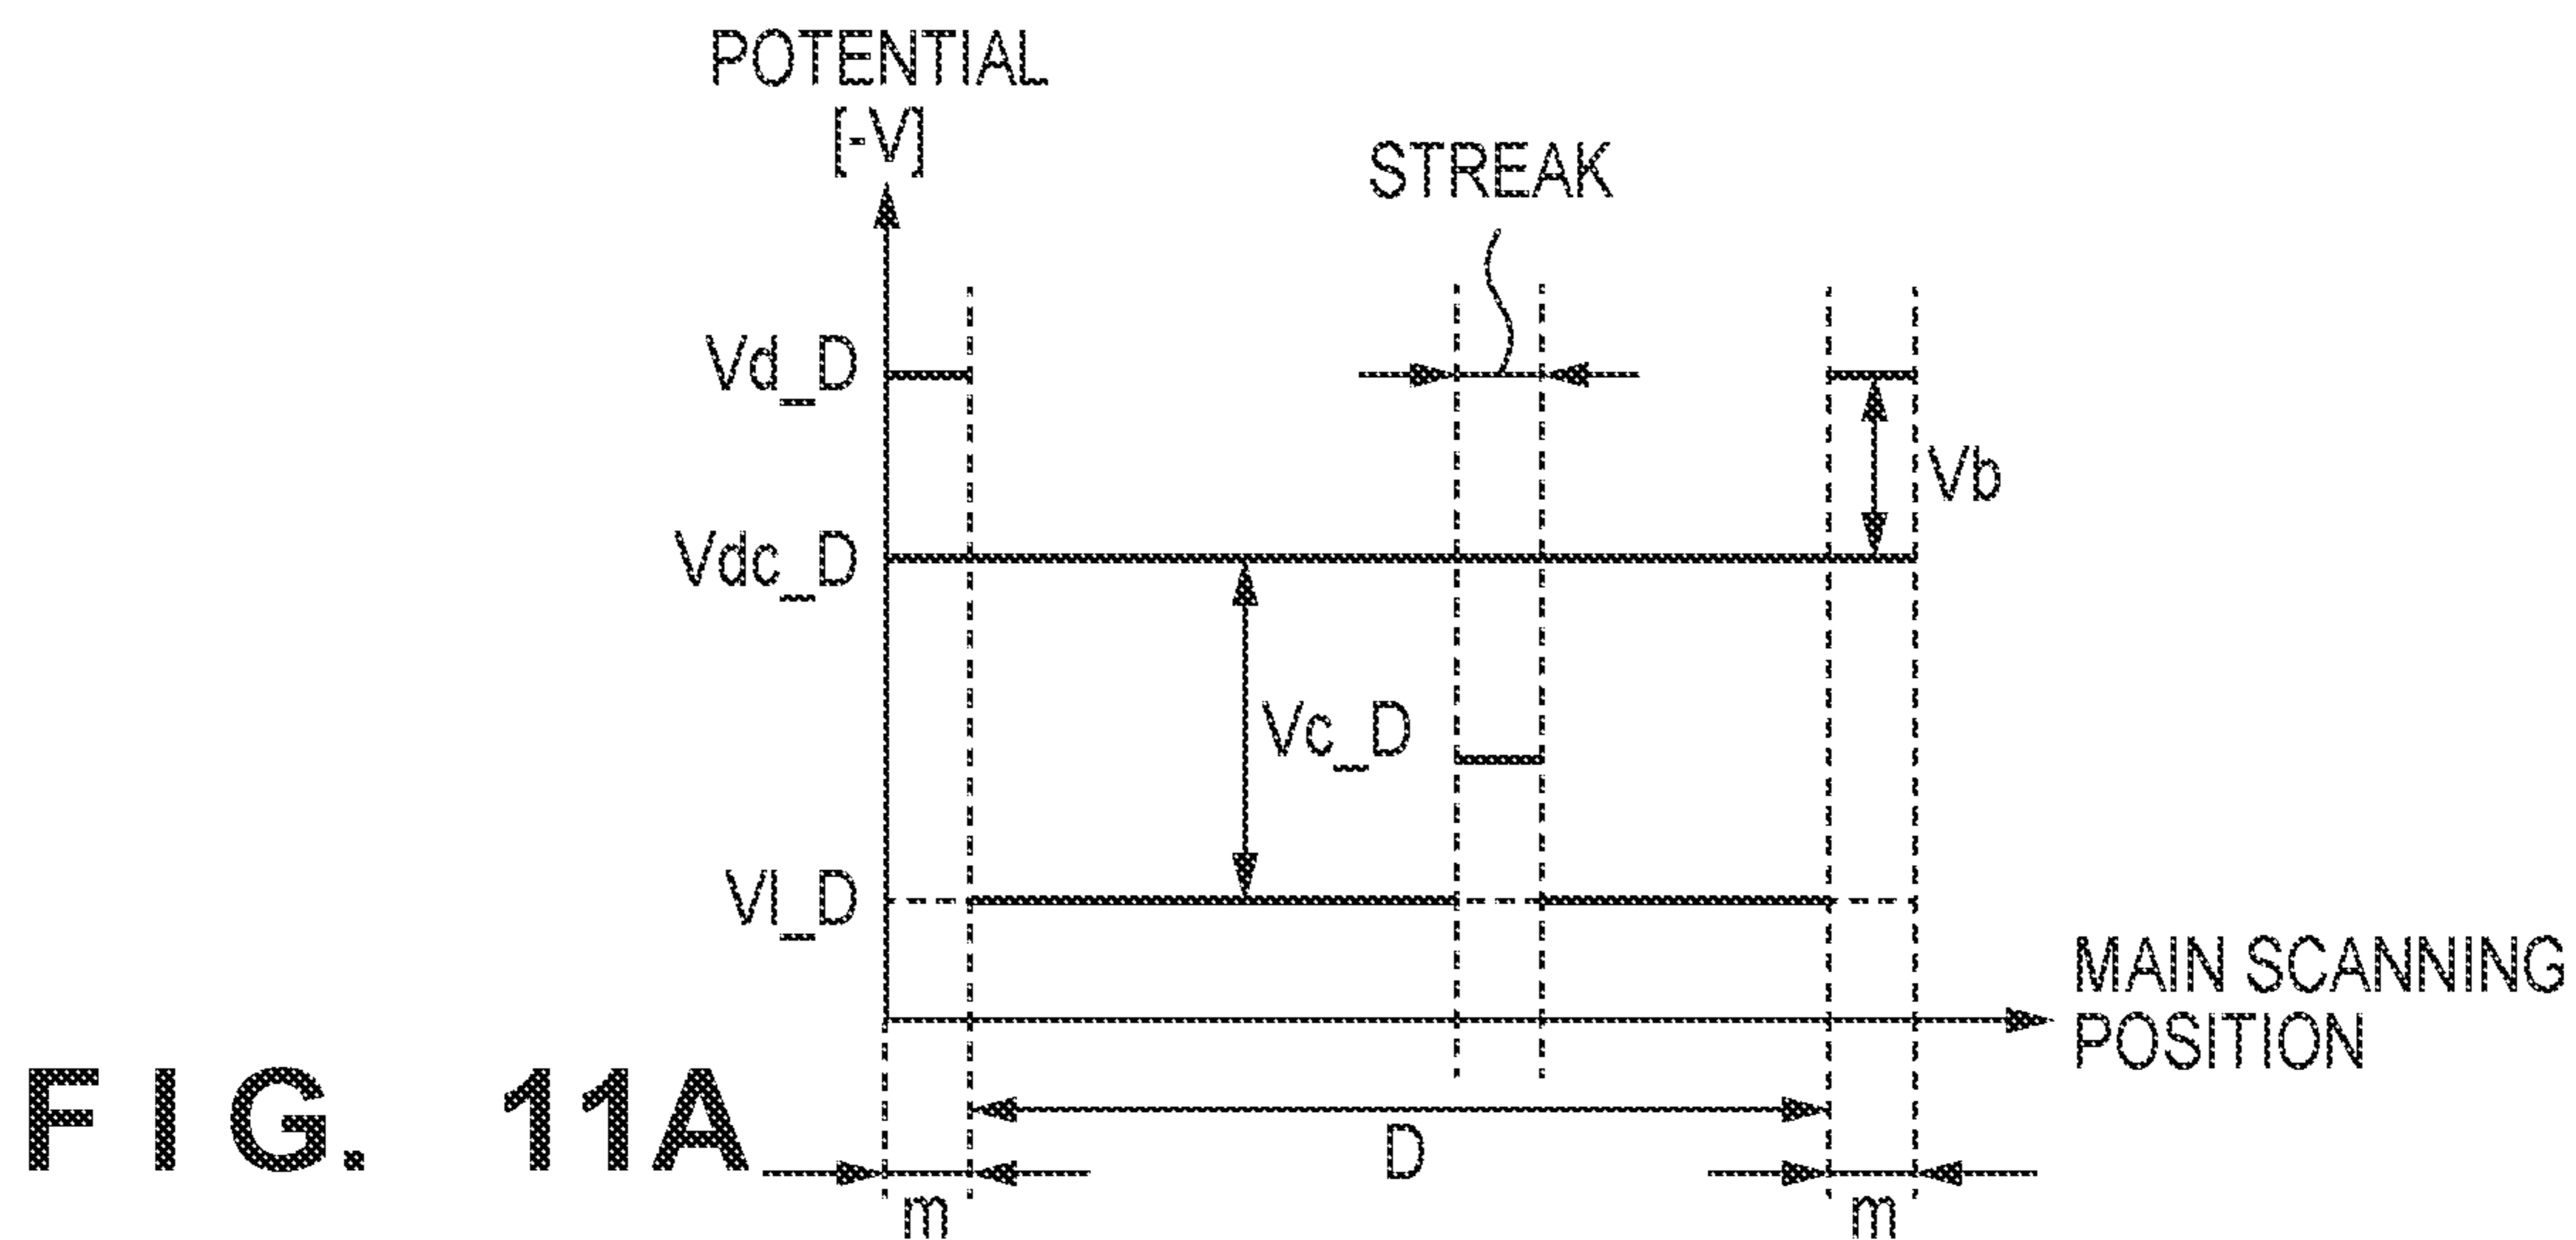 POTENTIAL
[-V]
STREAK
Vd_D
Vb
Vdc_D
Vc_D
Vl_D
MAIN SCANNING
POSITION
FIG. 11A
D
m
m